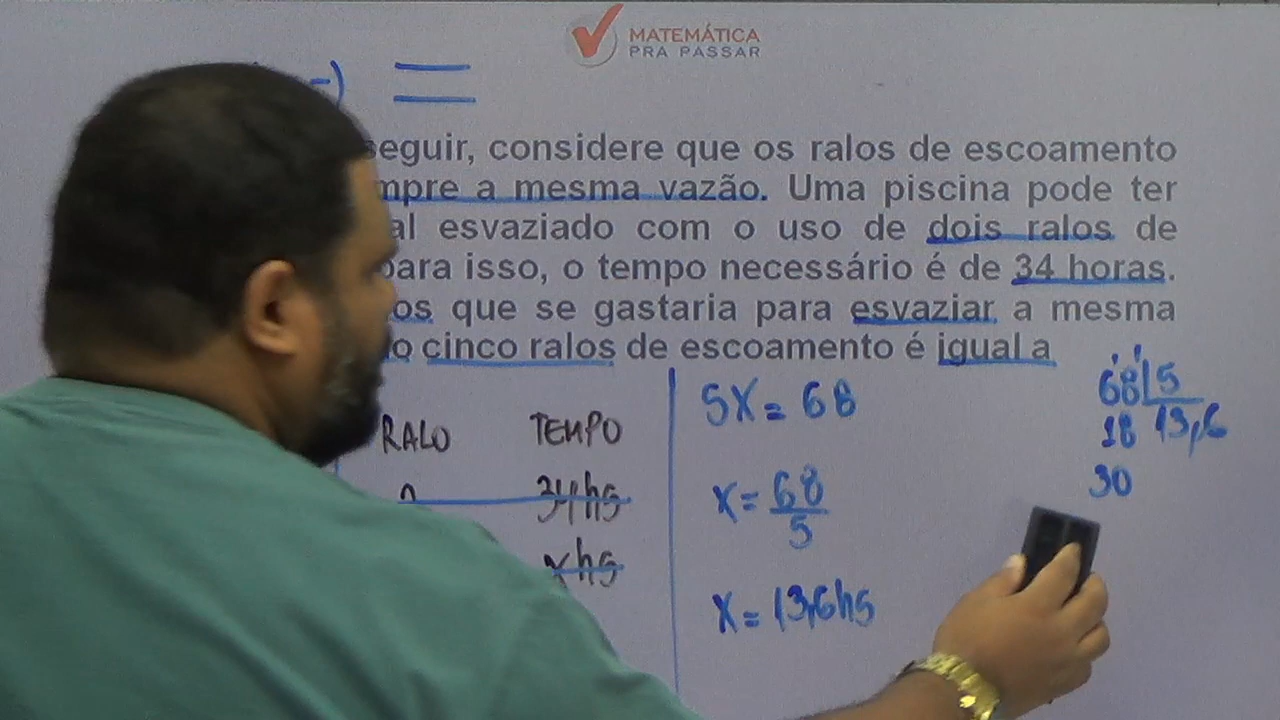 MATEMÁTICA
PRA PASSAR
seguir, considere que os ralos de escoamento
a mesma vazão. Uma piscina pode ter
esvaziado com o uso de dois ralos de
para isso, o tempo necessário é de 34 horas.
que se gastaria para esvaziar a mesma
cinco ralos de escoamento é igual a
RALO TEMPO
34hs
xhs
5X = 68
X = 68
5
X = 13,6hs
68 5
18 13,6
30